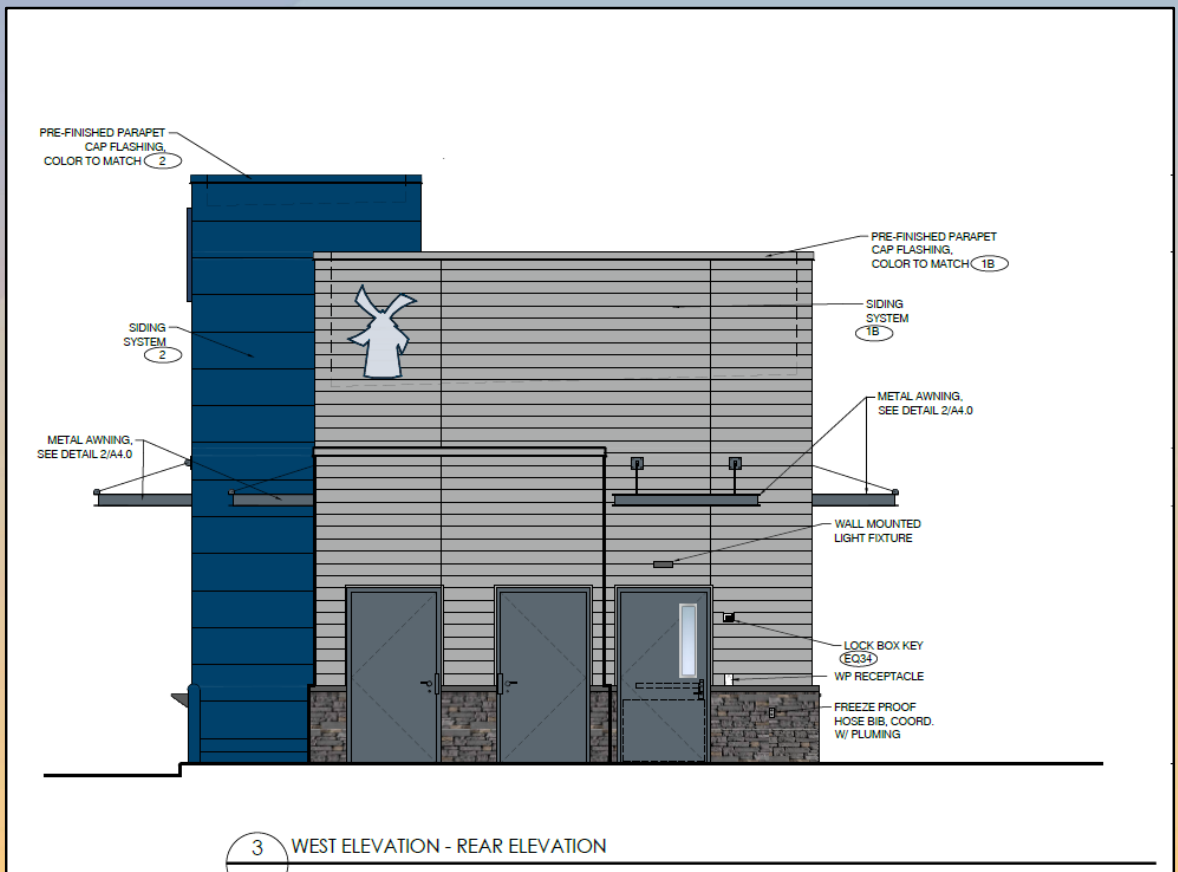 PRE-FINISHED PARAPET
CAP FLASHING,
COLOR TO MATCH 2
PRE-FINISHED PARAPET
CAP FLASHING,
COLOR TO MATCH 1B
SIDING
SYSTEM
1B
SIDING
SYSTEM
2
METAL AWNING,
SEE DETAIL 2/A4.0
METAL AWNING,
SEE DETAIL 2/A4.0
WALL MOUNTED
LIGHT FIXTURE
LOCK BOX KEY
EQ34
WP RECEPTACLE
FREEZE PROOF
HOSE BIB, COORD.
W/ PLUMING
3 WEST ELEVATION - REAR ELEVATION